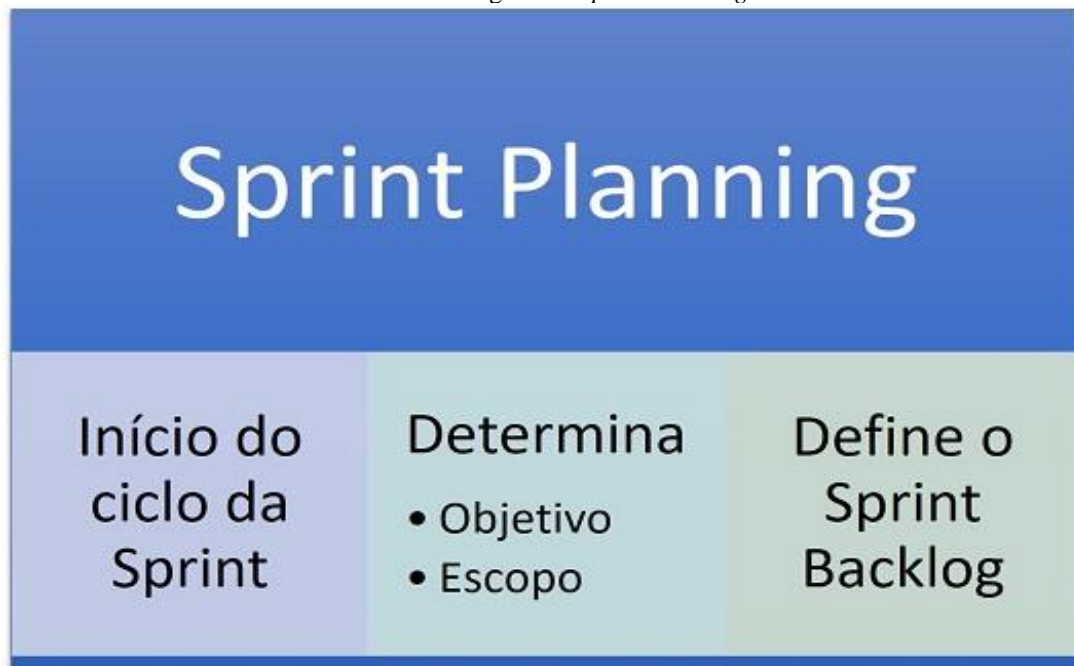 Sprint Planning
Início do
ciclo da
Sprint
Determina
• Objetivo
• Escopo
Define o
Sprint
Backlog